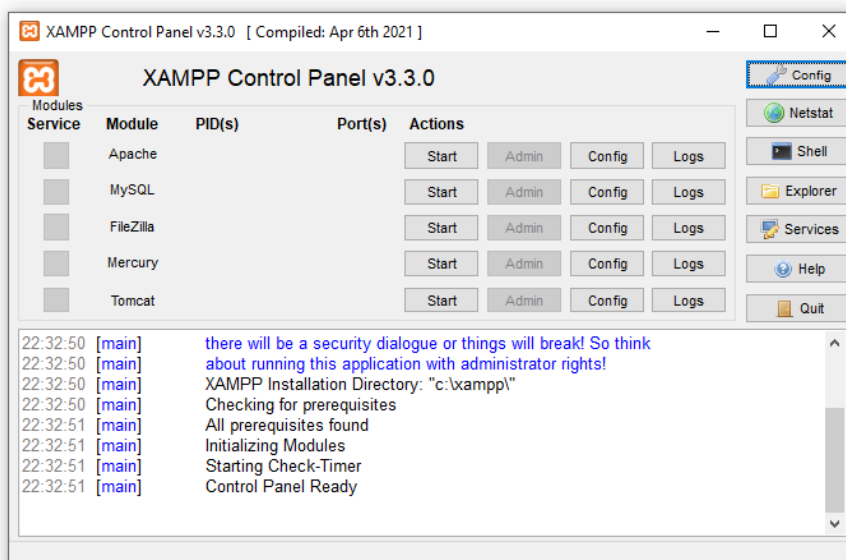 XAMPP Control Panel v3.3.0 [ Compiled: Apr 6th 2021 ]
XAMPP Control Panel v3.3.0
Config
Modules
Service Module PID(s) Port(s) Actions
Netstat
Apache Start Admin Config Logs
Shell
MySQL Start Admin Config Logs
Explorer
FileZilla Start Admin Config Logs
Services
Mercury Start Admin Config Logs
Help
Tomcat Start Admin Config Logs
Quit
22:32:50 [main] there will be a security dialogue or things will break! So think
22:32:50 [main] about running this application with administrator rights!
22:32:50 [main] XAMPP Installation Directory: "c:\xampp\"
22:32:50 [main] Checking for prerequisites
22:32:51 [main] All prerequisites found
22:32:51 [main] Initializing Modules
22:32:51 [main] Starting Check-Timer
22:32:51 [main] Control Panel Ready